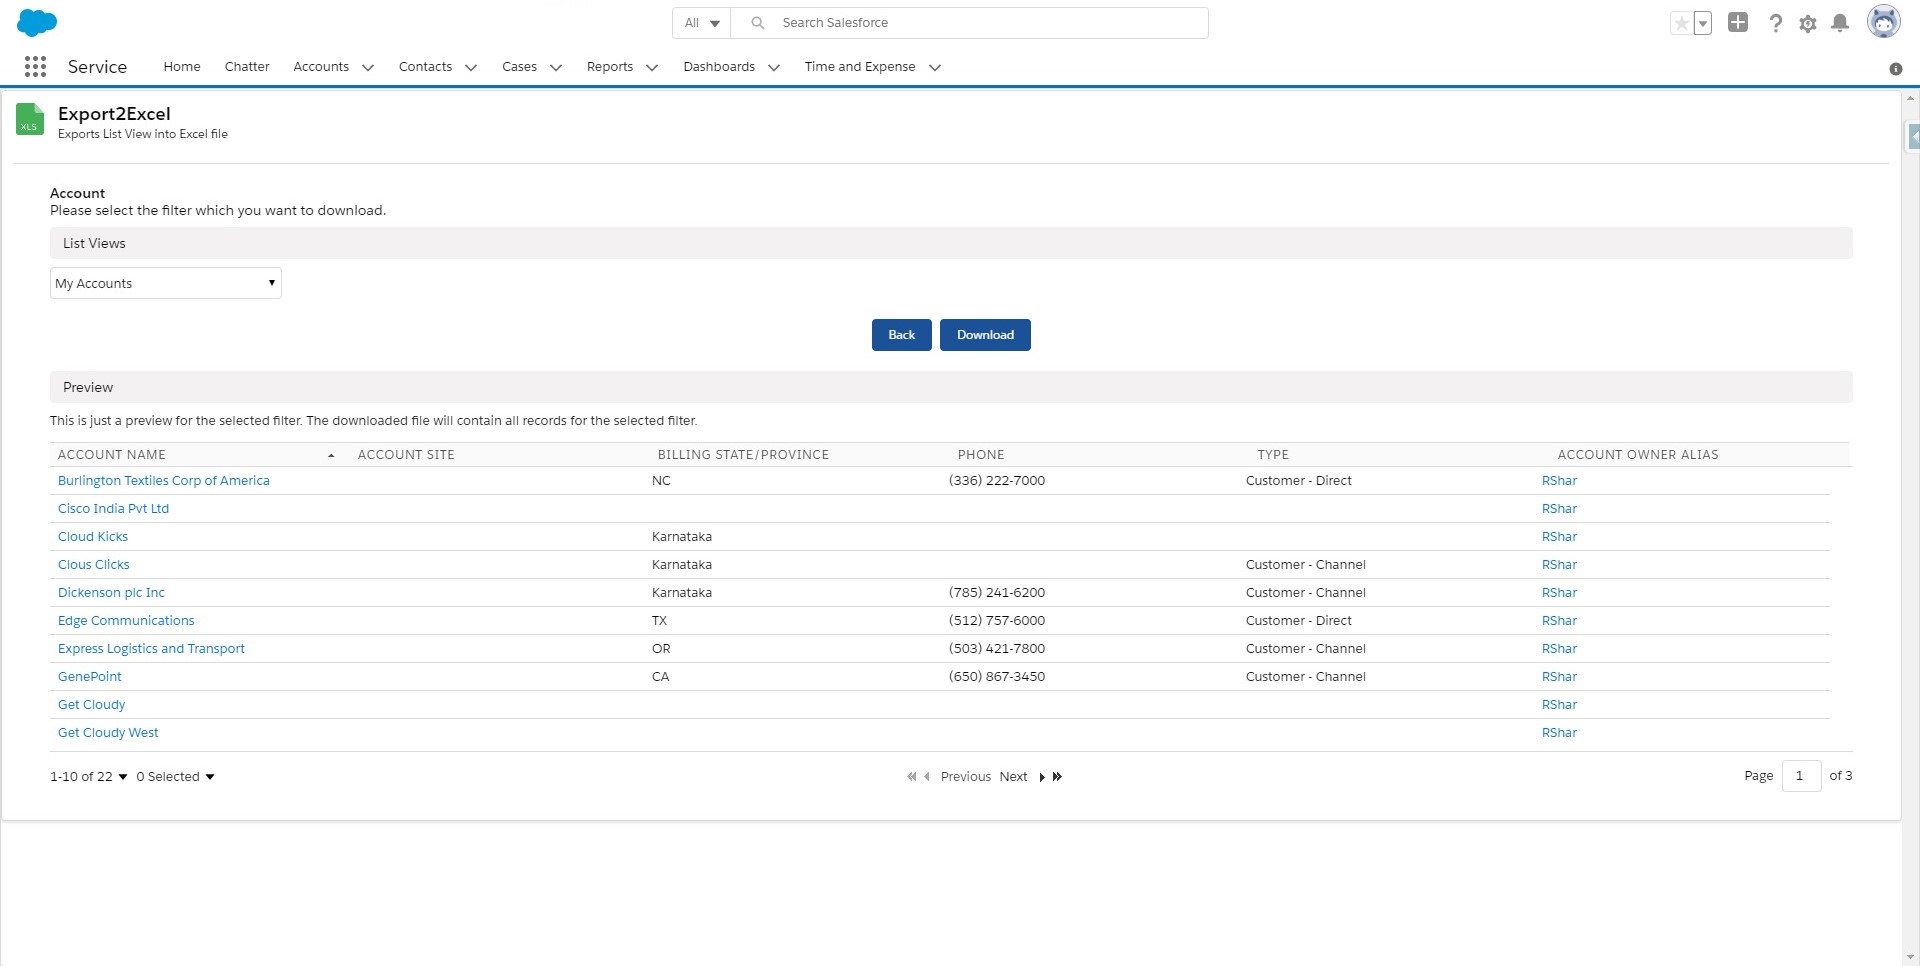 All
Search Salesforce
Service
Home
Chatter
Accounts
Contacts
Cases
Reports
Dashboards
Time and Expense
XLS
Export2Excel
Exports List View into Excel file
Account
Please select the filter which you want to download.
List Views
My Accounts
Back
Download
Preview
This is just a preview for the selected filter. The downloaded file will contain all records for the selected filter.
ACCOUNT NAME ACCOUNT SITE BILLING STATE/PROVINCE PHONE TYPE ACCOUNT OWNER ALIAS
Burlington Textiles Corp of America NC (336) 222-7000 Customer - Direct RShar
Cisco India Pvt Ltd RShar
Cloud Kicks Karnataka RShar
Clous Clicks Karnataka Customer - Channel RShar
Dickenson plc Inc Karnataka (785) 241-6200 Customer - Channel RShar
Edge Communications TX (512) 757-6000 Customer - Direct RShar
Express Logistics and Transport OR (503) 421-7800 Customer - Channel RShar
GenePoint CA (650) 867-3450 Customer - Channel RShar
Get Cloudy RShar
Get Cloudy West RShar
1-10 of 22 0 Selected Previous Next Page 1 of 3